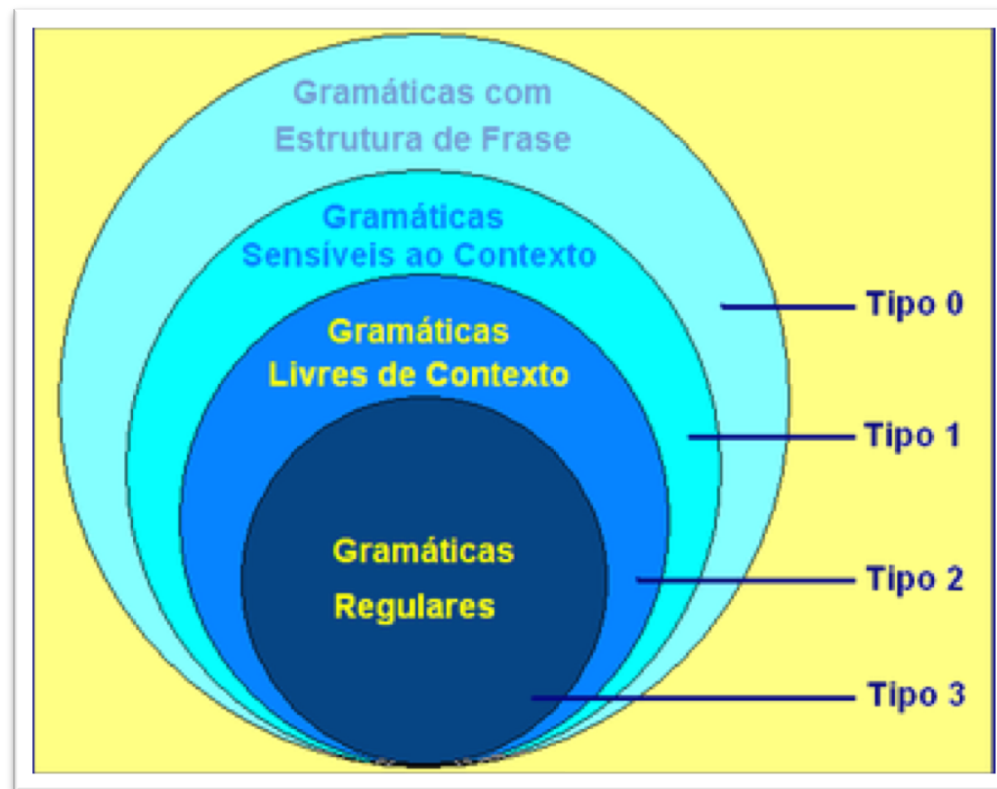 Gramáticas com
Estrutura de Frase
Gramáticas
Sensíveis ao Contexto
Gramáticas
Livres de Contexto
Gramáticas
Regulares
Tipo 0
Tipo 1
Tipo 2
Tipo 3